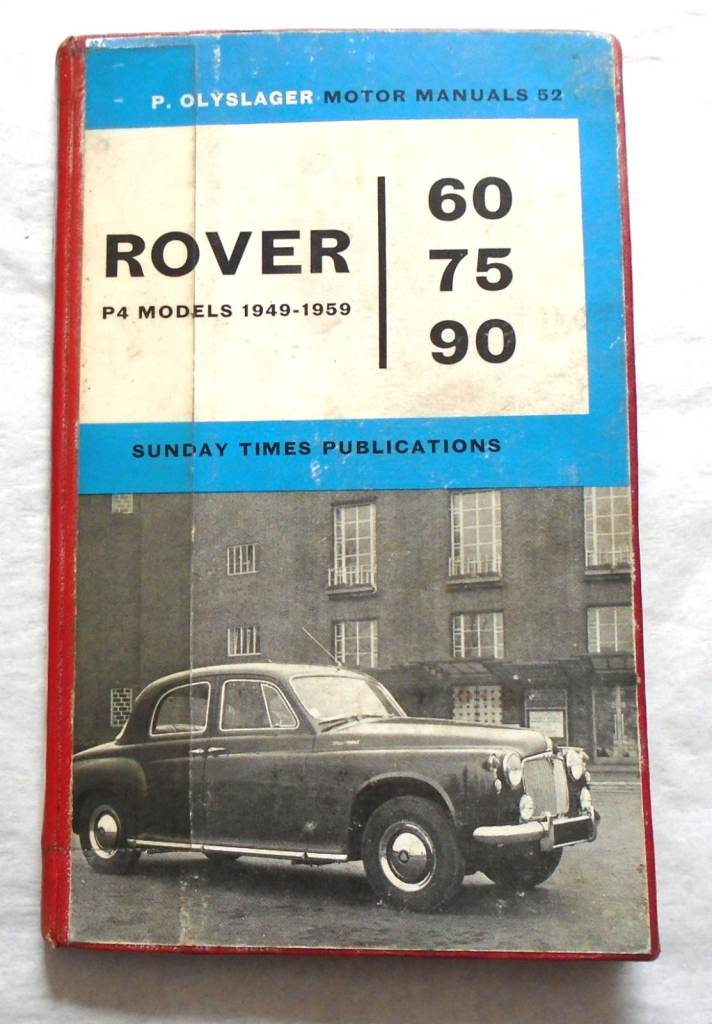 P. OLYSLAGER MOTOR MANUALS 52
ROVER
P4 MODELS 1949-1959
60
75
90
SUNDAY TIMES PUBLICATIONS